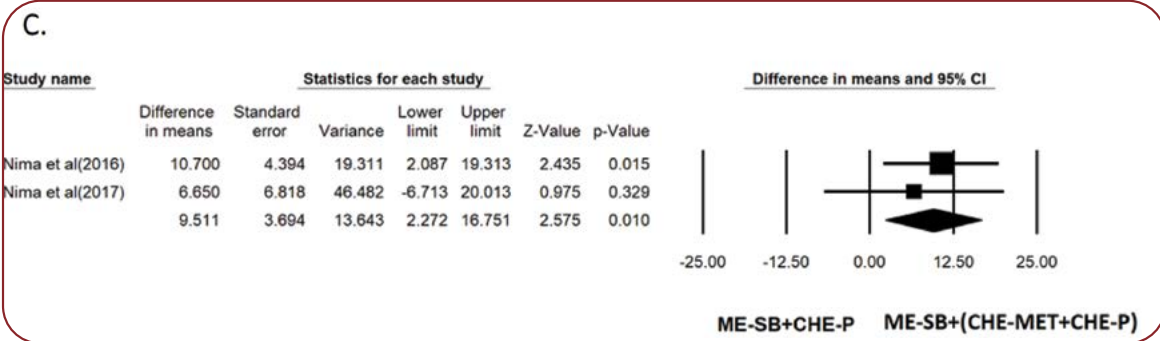 C.
Study name Statistics for each study Difference in means and 95% CI
Difference Standard Lower Upper
in means error Variance limit limit Z-Value p-Value
Nima et al(2016) 10.700 4.394 19.311 2.087 19.313 2.435 0.015
Nima et al(2017) 6.650 6.818 46.482 -6.713 20.013 0.975 0.329
9.511 3.694 13.643 2.272 16.751 2.575 0.010
-25.00 -12.50 0.00 12.50 25.00
ME-SB+CHE-P ME-SB+(CHE-MET+CHE-P)